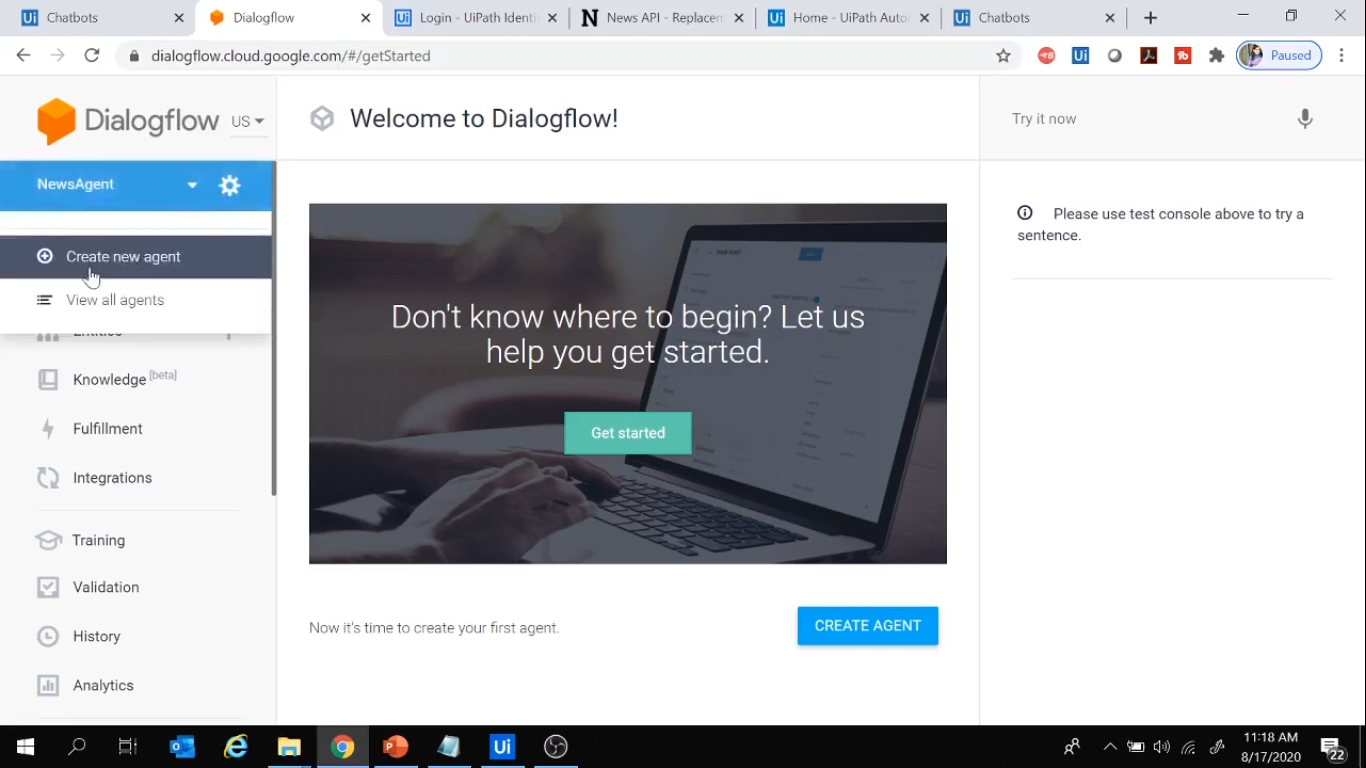 Chatbots
Dialogflow
Login - UiPath Identi
News API - Replacem
Home - UiPath Auto
Chatbots
dialogflow.cloud.google.com/#/getStarted
Paused
Dialogflow
US
Welcome to Dialogflow!
Try it now
NewsAgent
Please use test console above to try a
sentence.
Create new agent
View all agents
Entities
Knowledge [beta]
Fulfillment
Integrations
Training
Validation
History
Analytics
Don't know where to begin? Let us
help you get started.
Get started
Now it's time to create your first agent.
CREATE AGENT
11:18 AM
8/17/2020
22